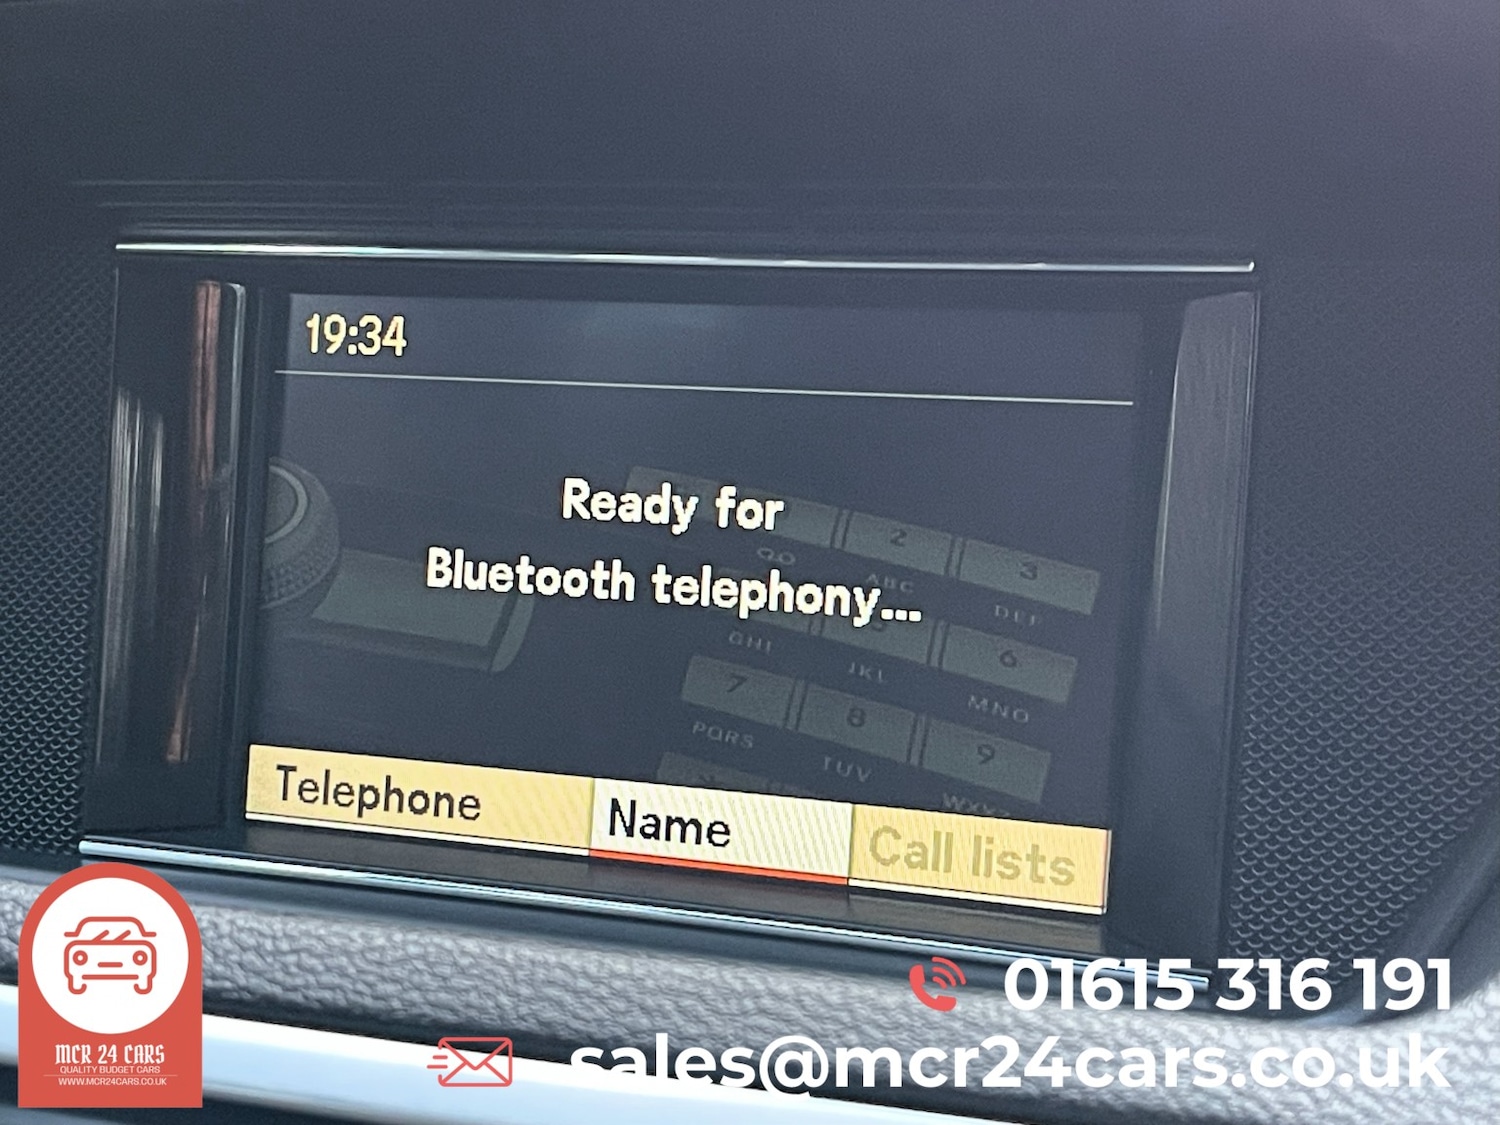 19:34
Ready for
Bluetooth telephony...
2
3
ABC
DEF
6
GHI
JKL
MNO
7
8
9
PQRS
TUV
Telephone
Name
Call lists
01615 316 191
sales@mcr24cars.co.uk
MCR 24 CARS
QUALITY BUDGET CARS
WWW.MCR24CARS.CO.UK